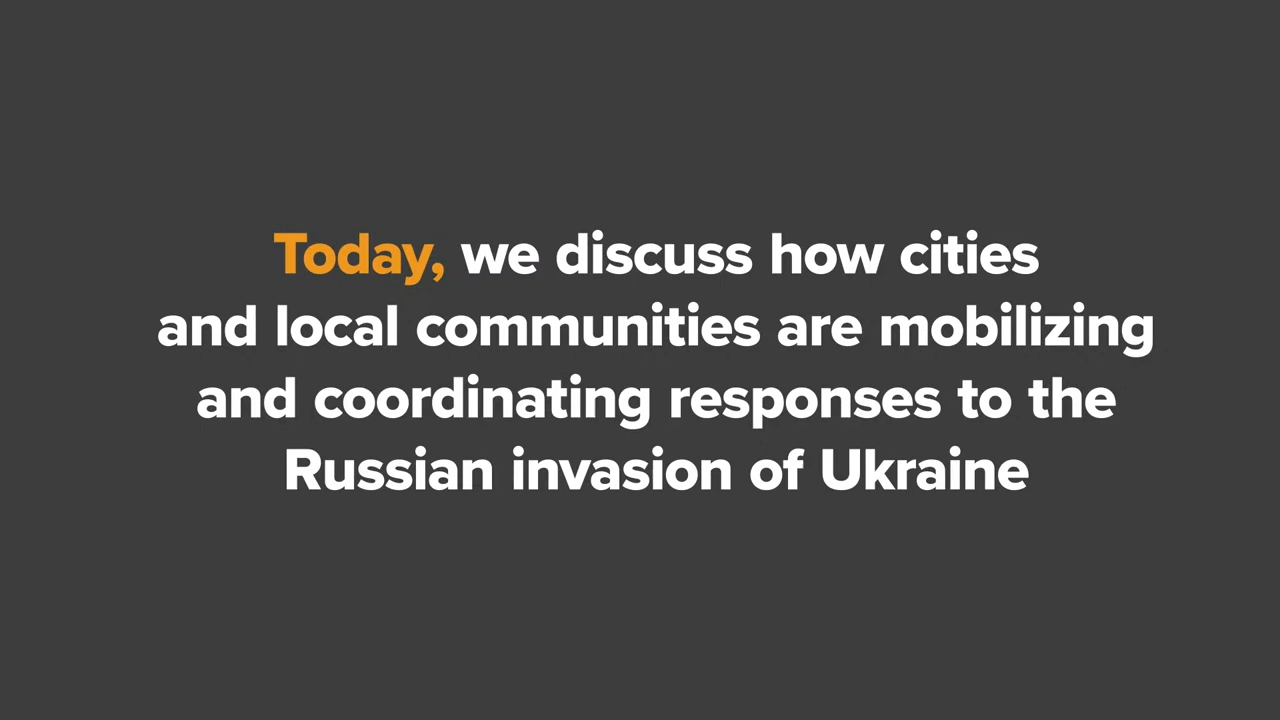 Today, we discuss how cities
and local communities are mobilizing
and coordinating responses to the
Russian invasion of Ukraine